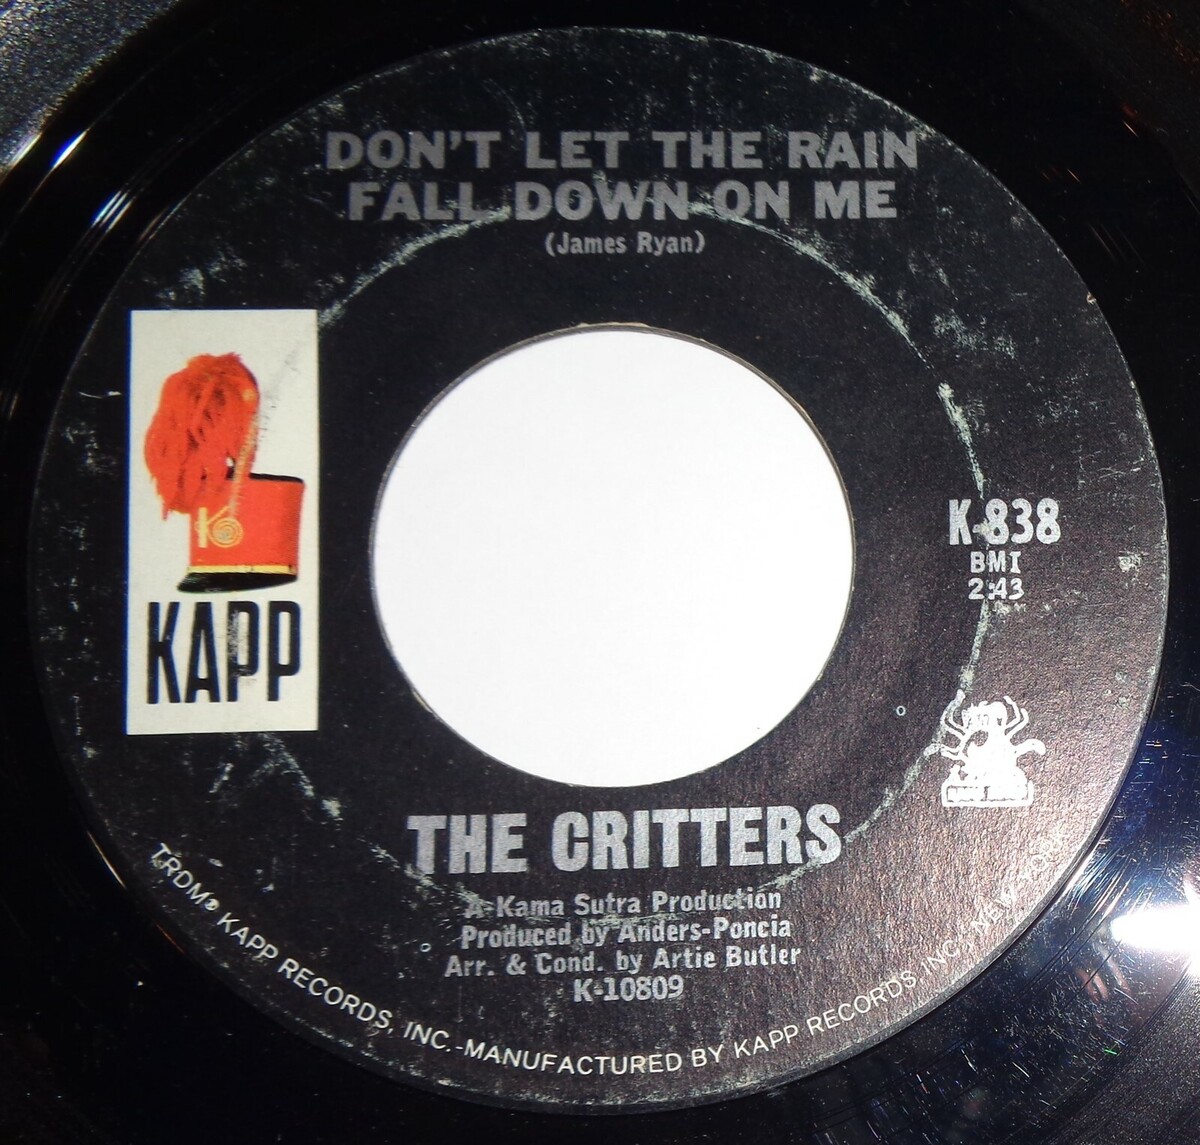 DON'T LET THE RAIN
FALL DOWN ON ME
(James Ryan)
K
KAPP
K-838
BMI
2:43
THE CRITTERS
A Kama Sutra Production
Produced by Anders-Poncia
Arr. & Cond. by Artie Butler
K-10809
TRDM® KAPP RECORDS, INC.-MANUFACTURED BY KAPP RECORDS, INC., NEW YORK